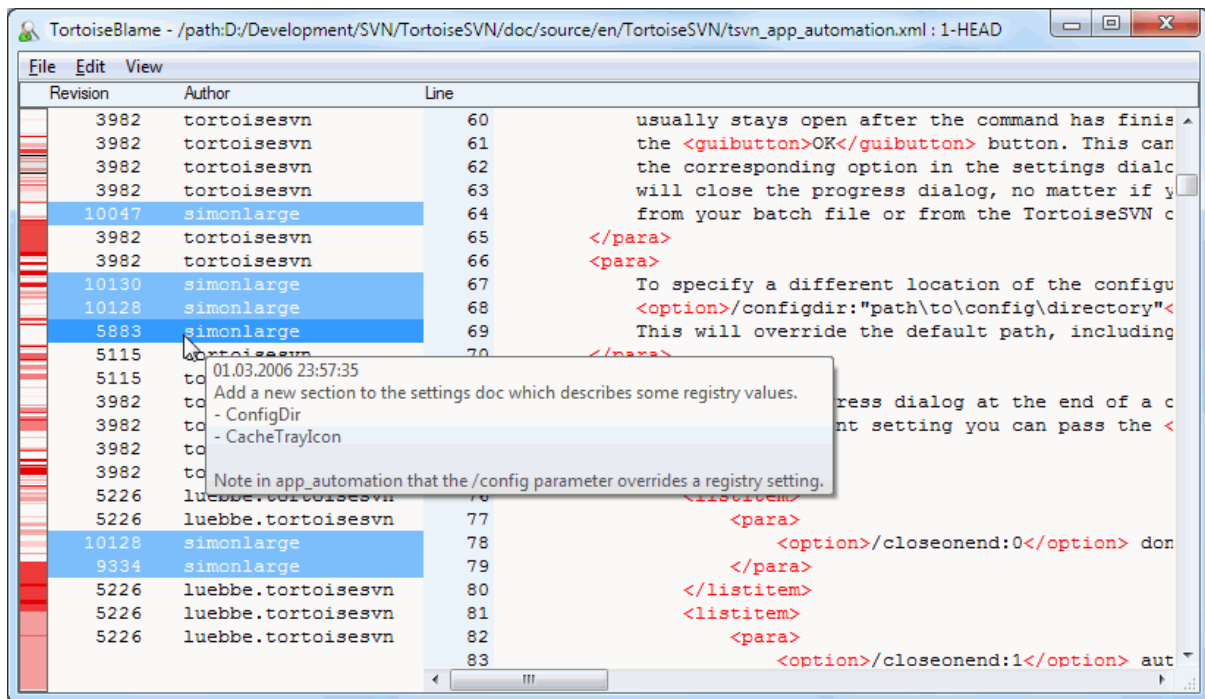 TortoiseBlame - /path:D:/Development/SVN/TortoiseSVN/doc/source/en/TortoiseSVN/tsvn_app_automation.xml : 1-HEAD
File Edit View
Revision Author Line
3982 tortoisesvn 60 usually stays open after the command has finis
3982 tortoisesvn 61 the <guibutton>OK</guibutton> button. This can
3982 tortoisesvn 62 the corresponding option in the settings dialo
3982 tortoisesvn 63 will close the progress dialog, no matter if y
10047 simonlarge 64 from your batch file or from the TortoiseSVN c
3982 tortoisesvn 65 </para>
3982 tortoisesvn 66 <para>
10130 simonlarge 67 To specify a different location of the configu
10128 simonlarge 68 <option>/configdir:"path\to\config\directory"<
5883 simonlarge 69 This will override the default path, including
5115 tortoisesvn 70 </para>
01.03.2006 23:57:35
5115 to
Add a new section to the settings doc which describes some registry values.
3982 to ress dialog at the end of a c
- ConfigDir
3982 to nt setting you can pass the <
- CacheTrayIcon
3982 to
3982 to
Note in app_automation that the /config parameter overrides a registry setting.
5226 luebbe.tortoisesvn 76 <listitem>
5226 luebbe.tortoisesvn 77 <para>
10128 simonlarge 78 <option>/closeonend:0</option> don
9334 simonlarge 79 </para>
5226 luebbe.tortoisesvn 80 </listitem>
5226 luebbe.tortoisesvn 81 <listitem>
5226 luebbe.tortoisesvn 82 <para>
83 <option>/closeonend:1</option> aut